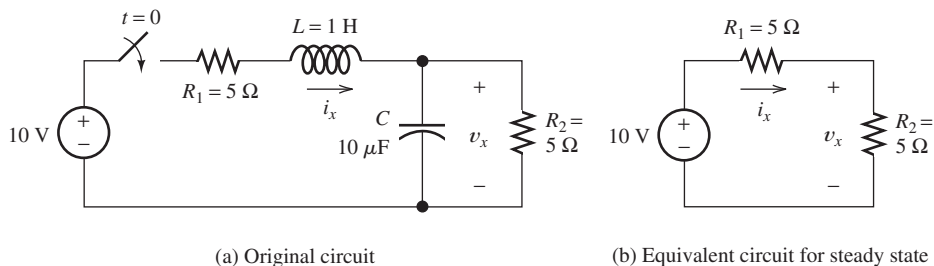 t = 0
L = 1 H
R₁ = 5 Ω
iₓ
10 V
+
−
C
10 μF
+
vₓ
−
R₂ =
5 Ω
(a) Original circuit
R₁ = 5 Ω
iₓ
10 V
+
−
+
vₓ
−
R₂ =
5 Ω
(b) Equivalent circuit for steady state